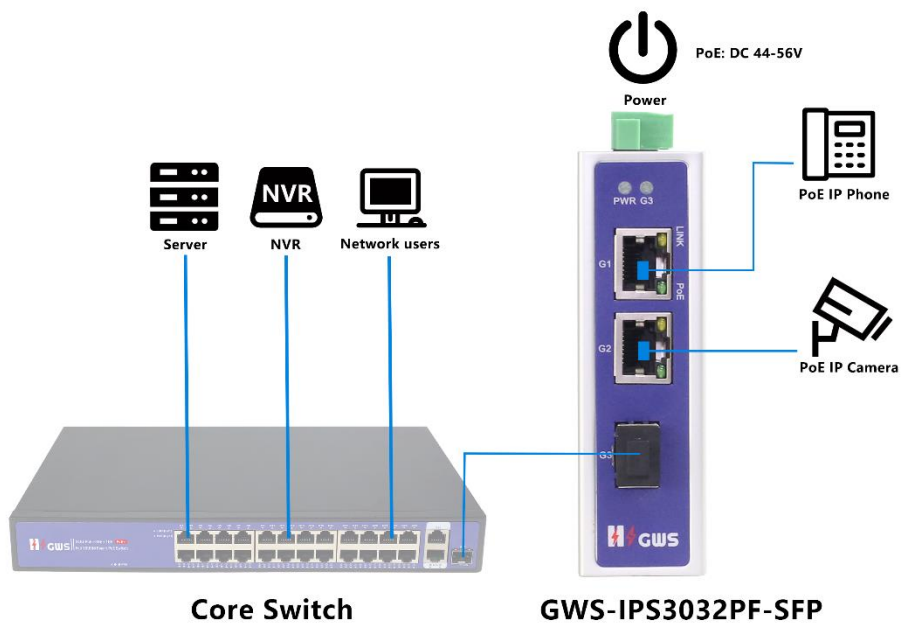 PoE: DC 44-56V
Power
NVR
Server
NVR
Network users
PWR G3
LINK
G1
PoE
G2
G3
GWS
PoE IP Phone
PoE IP Camera
GWS
Core Switch
GWS-IPS3032PF-SFP